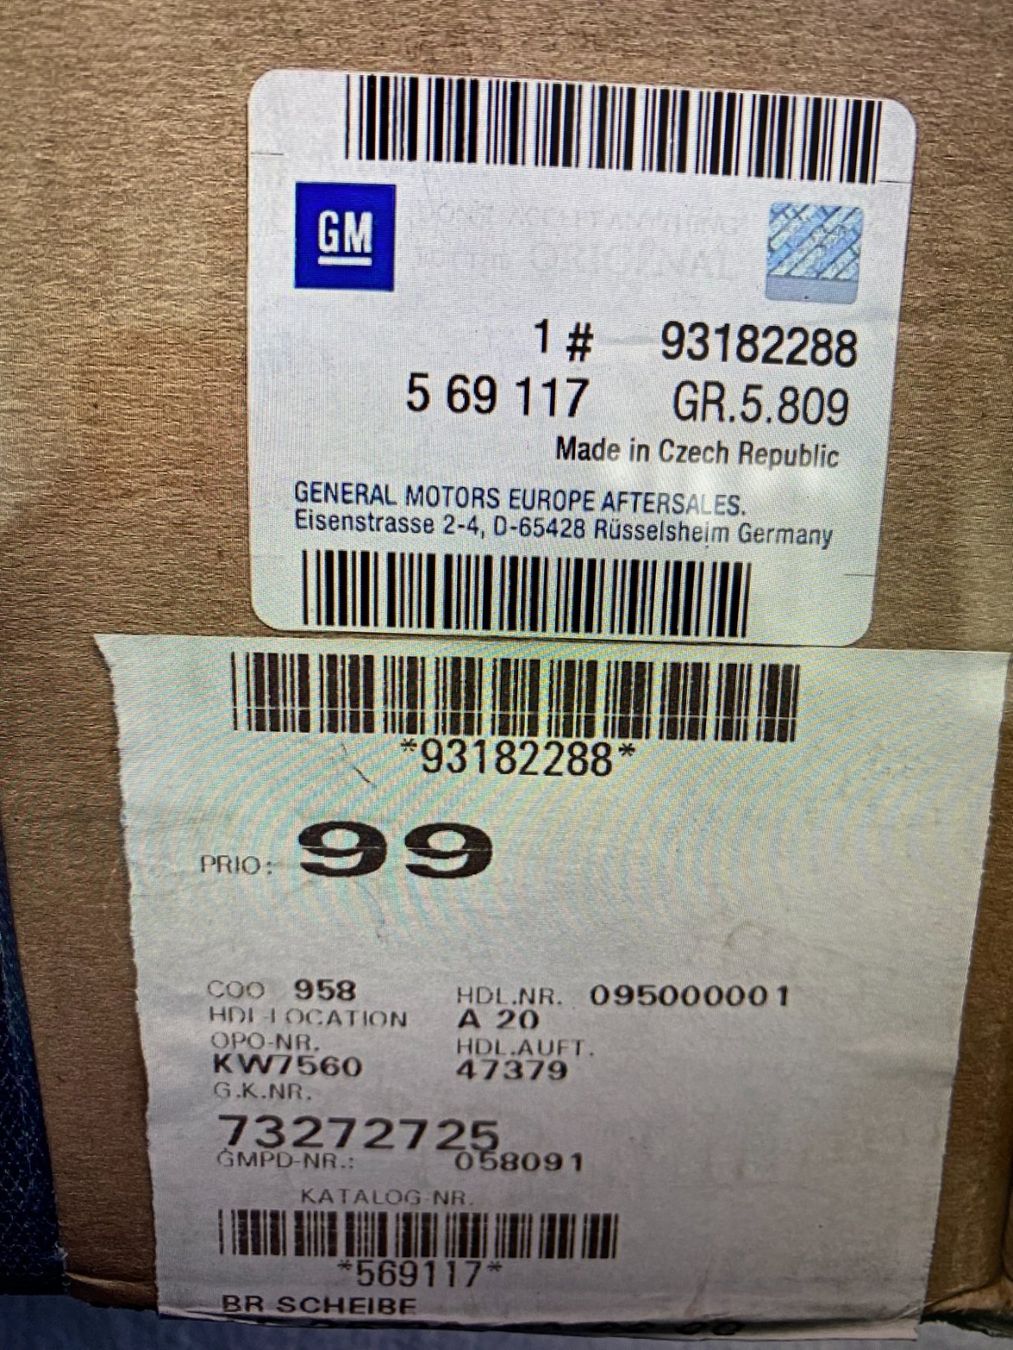 GM
1 # 93182288
5 69 117 GR.5.809
Made in Czech Republic
GENERAL MOTORS EUROPE AFTERSALES.
Eisenstrasse 2-4, D-65428 Rüsselsheim Germany
*93182288*
PRIO: 99
COO 958 HDL.NR. 095000001
HDL-LOCATION A 20
OPO-NR. HDL.AUFT.
KW7560 47379
G.K.NR.
73272725
GMPD-NR.: 058091
KATALOG-NR.
*569117*
BR SCHEIBE